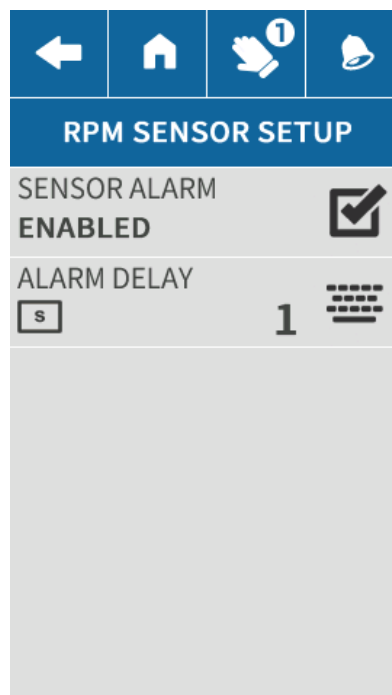 1
RPM SENSOR SETUP
SENSOR ALARM
ENABLED
ALARM DELAY
S 1